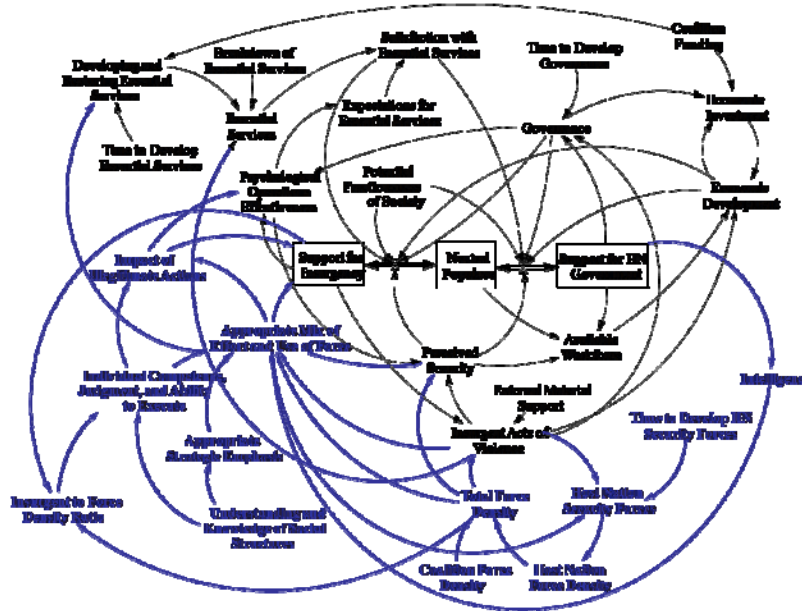 Coalition
Funding
Satisfaction with
Essential Services
Developing and
Restoring Essential
Services
Breakdown of
Essential Services
Time to Develop
Governance
Expectations for
Essential Services
Essential
Services
Governance
Economic
Investment
Time to Develop
Essential Services
Psychological
Operations
Effectiveness
Potential
of Society
Economic
Development
Support for
Insurgency
Neutral
Populace
Support for HN
Government
Impact of
Illegitimate Actions
Appropriate Mix of
Effort and Use of Force
Perceived
Security
Available
Workforce
Intelligence
Individual Competence,
Judgment, and Ability
to Execute
External Material
Support
Time to Develop HN
Security Forces
Appropriate
Strategic Emphasis
Insurgent Acts of
Violence
Insurgent to Force
Density Ratio
Understanding and
Knowledge of Social
Structures
Total Force
Density
Host Nation
Security Forces
Coalition Force
Density
Host Nation
Force Density